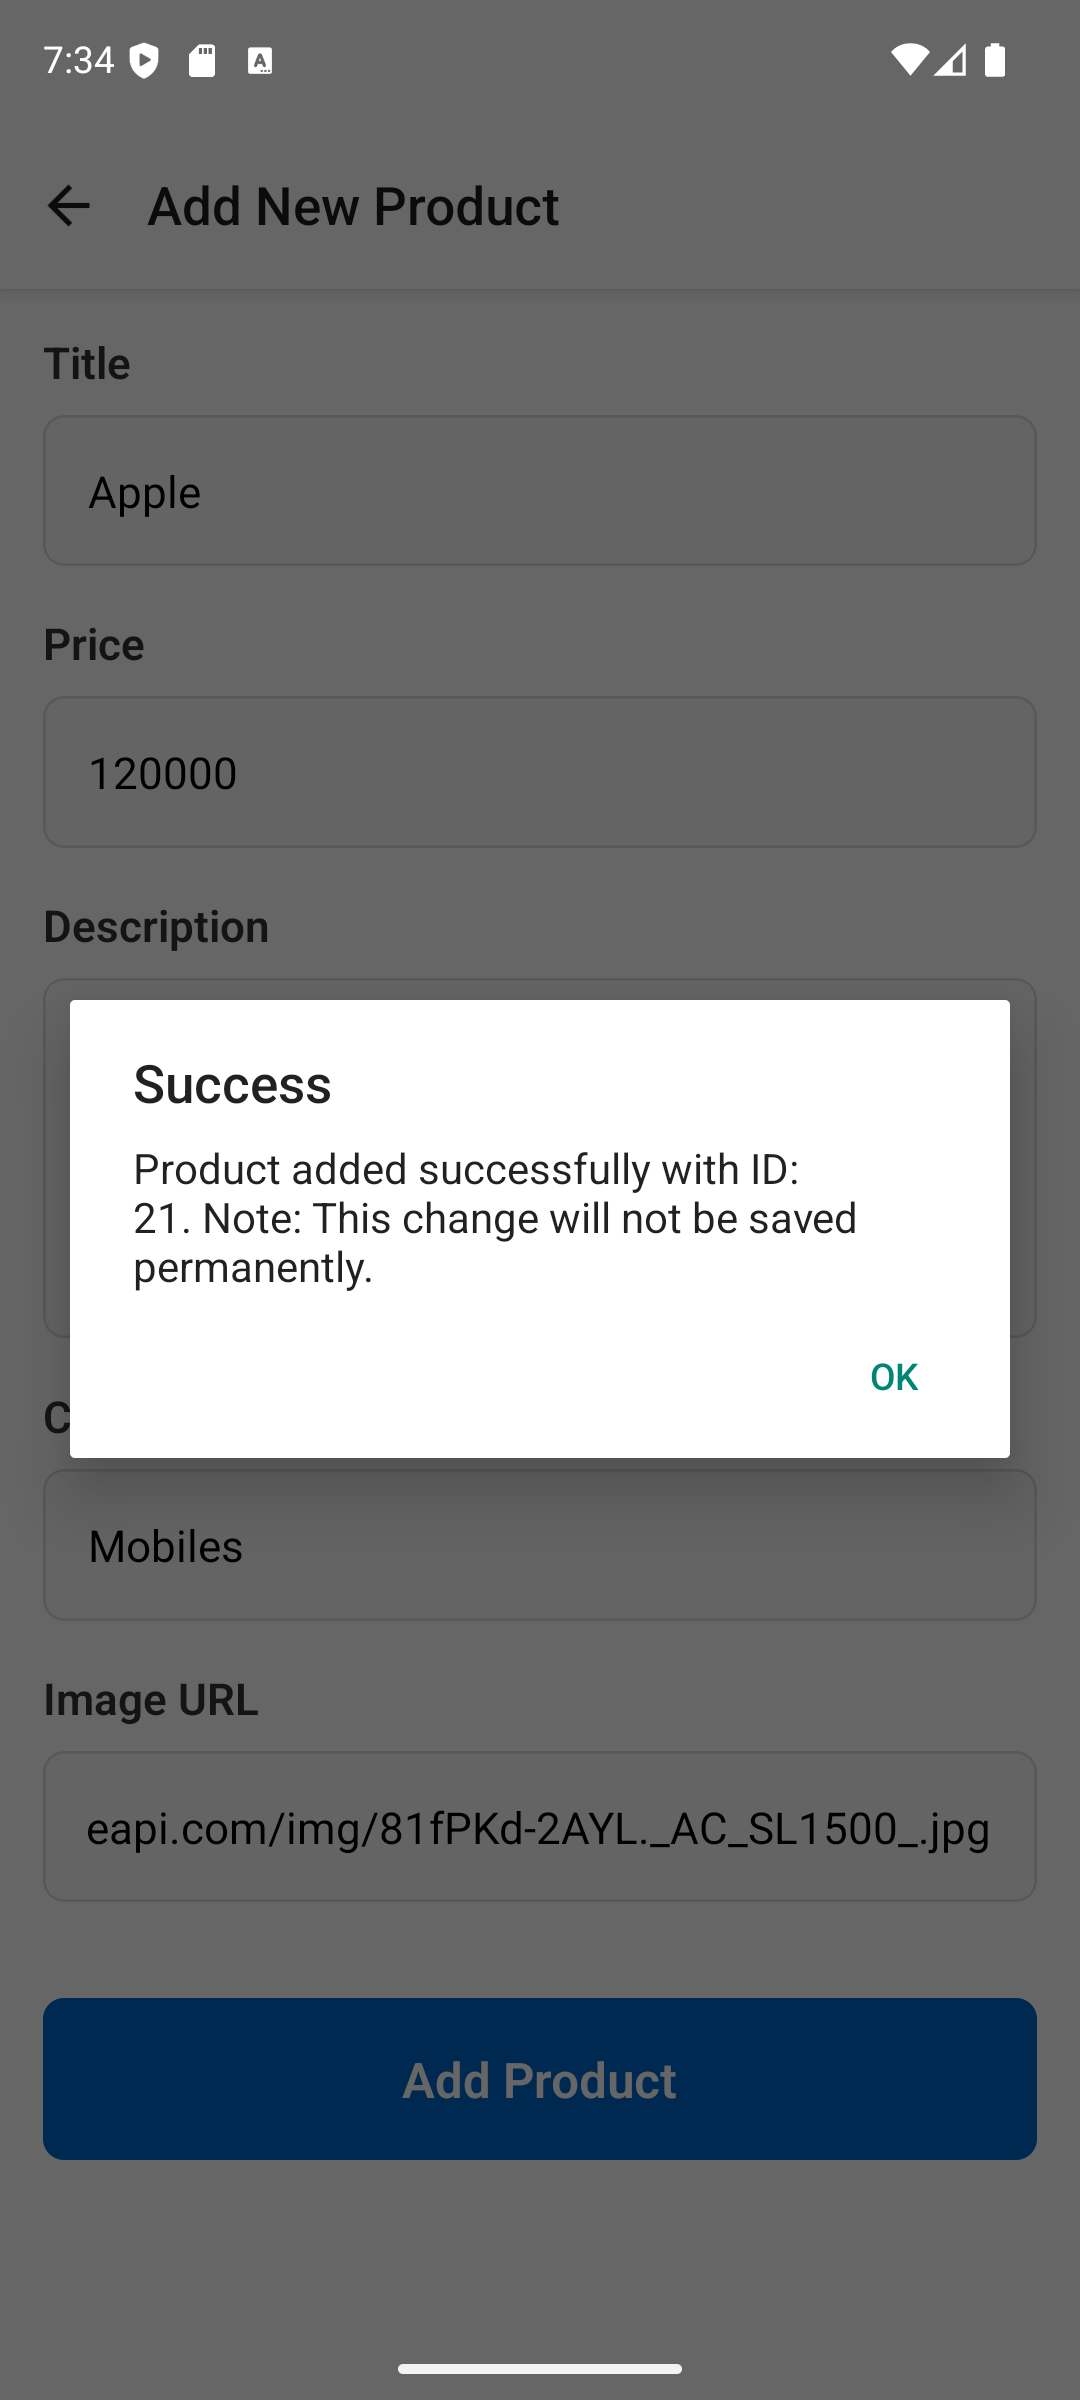 7:34
Add New Product
Title
Apple
Price
120000
Description
Success
Product added successfully with ID:
21. Note: This change will not be saved
permanently.
OK
C
Mobiles
Image URL
eapi.com/img/81fPKd-2AYL._AC_SL1500_.jpg
Add Product